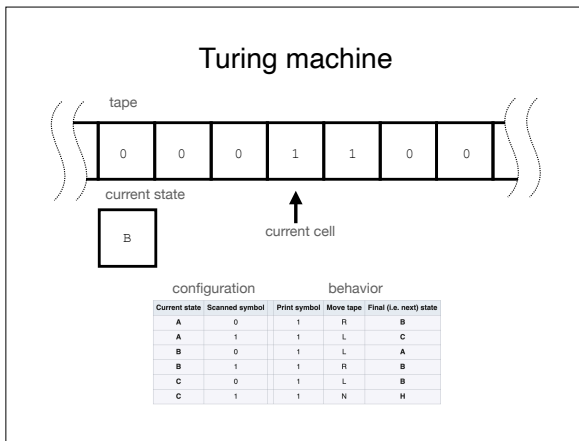 Turing machine
tape
0 0 0 1 1 0 0
current state
B
current cell
configuration behavior
Current state Scanned symbol Print symbol Move tape Final (i.e. next) state
A 0 1 R B
A 1 1 L C
B 0 1 L A
B 1 1 R B
C 0 1 L B
C 1 1 N H